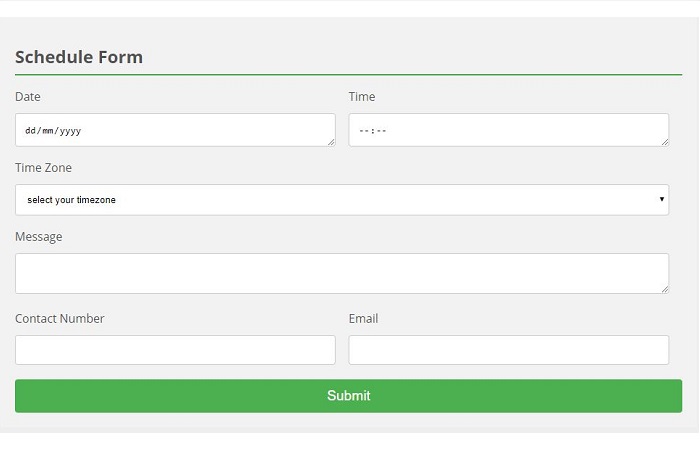 Schedule Form
Date Time
dd/mm/yyyy --:--
Time Zone
select your timezone
Message
Contact Number Email
Submit